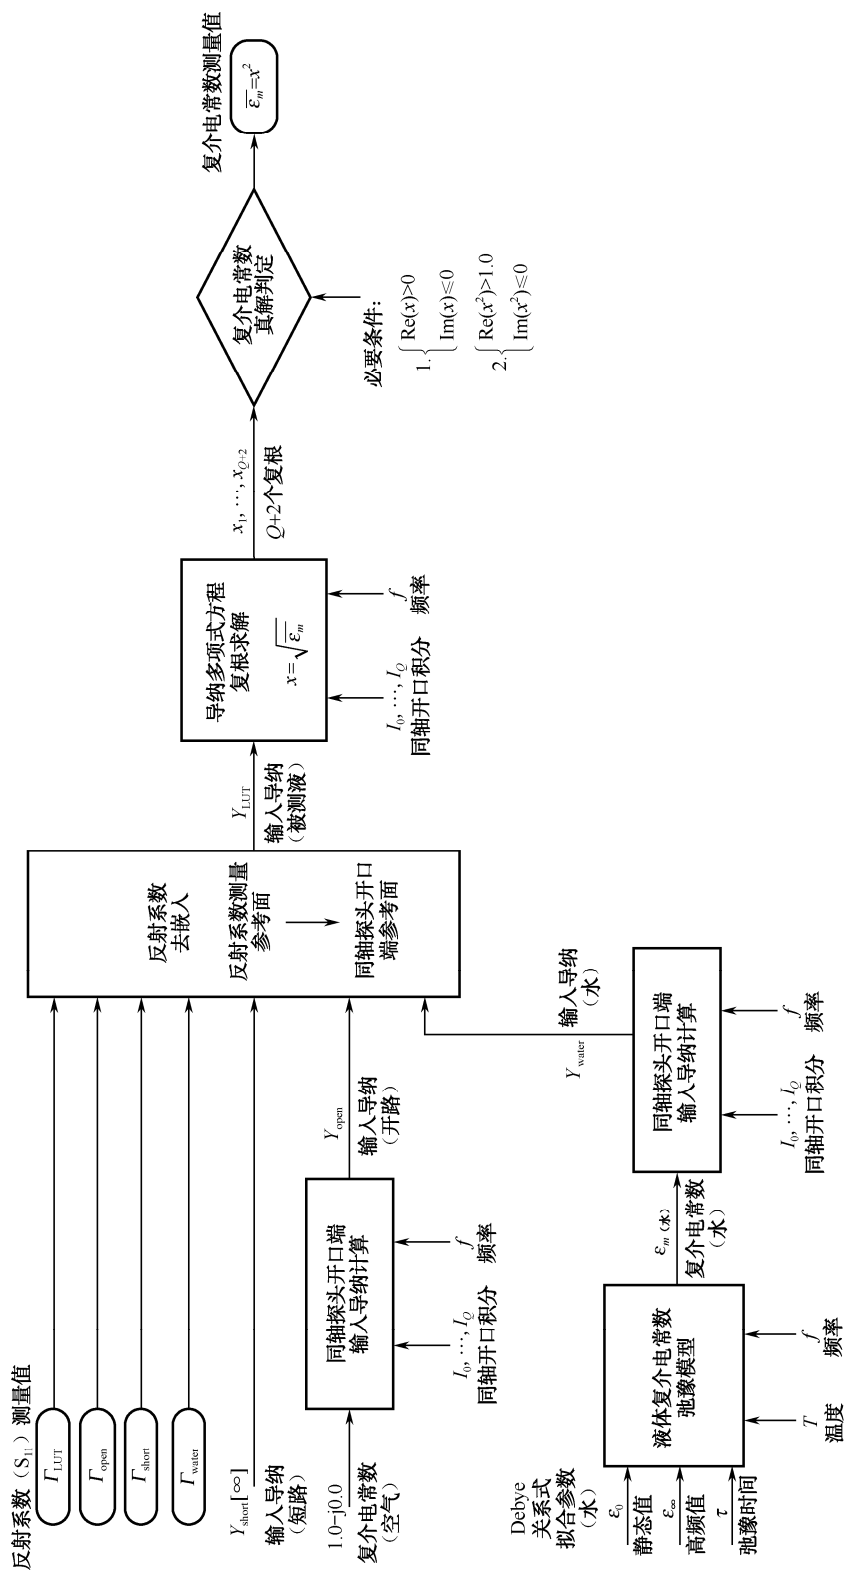 反射系数（S₁₁）测量值
Γ_LUT
Γ_open
Γ_short
Γ_water
Y_short[∞]
输入导纳
（短路）
1.0−j0.0
复介电常数
（空气）
同轴探头开口端
输入导纳计算
I₀，…，I_Q
同轴开口积分
f
频率
Y_open
输入导纳
（开路）
Debye
关系式
拟合参数
（水）
ε₀
静态值
ε_∞
高频值
τ
弛豫时间
液体复介电常数
弛豫模型
T
温度
f
频率
ε_m（水）
复介电常数
（水）
同轴探头开口端
输入导纳计算
I₀，…，I_Q
同轴开口积分
f
频率
Y_water
输入导纳
（水）
反射系数
去嵌入
反射系数测量
参考面
同轴探头开口
端参考面
Y_LUT
输入导纳
（被测液）
导纳多项式方程
复根求解
x=√ε̅_m
I₀，…，I_Q
同轴开口积分
f
频率
x₁，…，x_Q+2
Q+2个复根
复介电常数
真解判定
必要条件：
1.{Re(x)>0
Im(x)≤0
2.{Re(x²)>1.0
Im(x²)≤0
复介电常数测量值
ε̅_m=x²